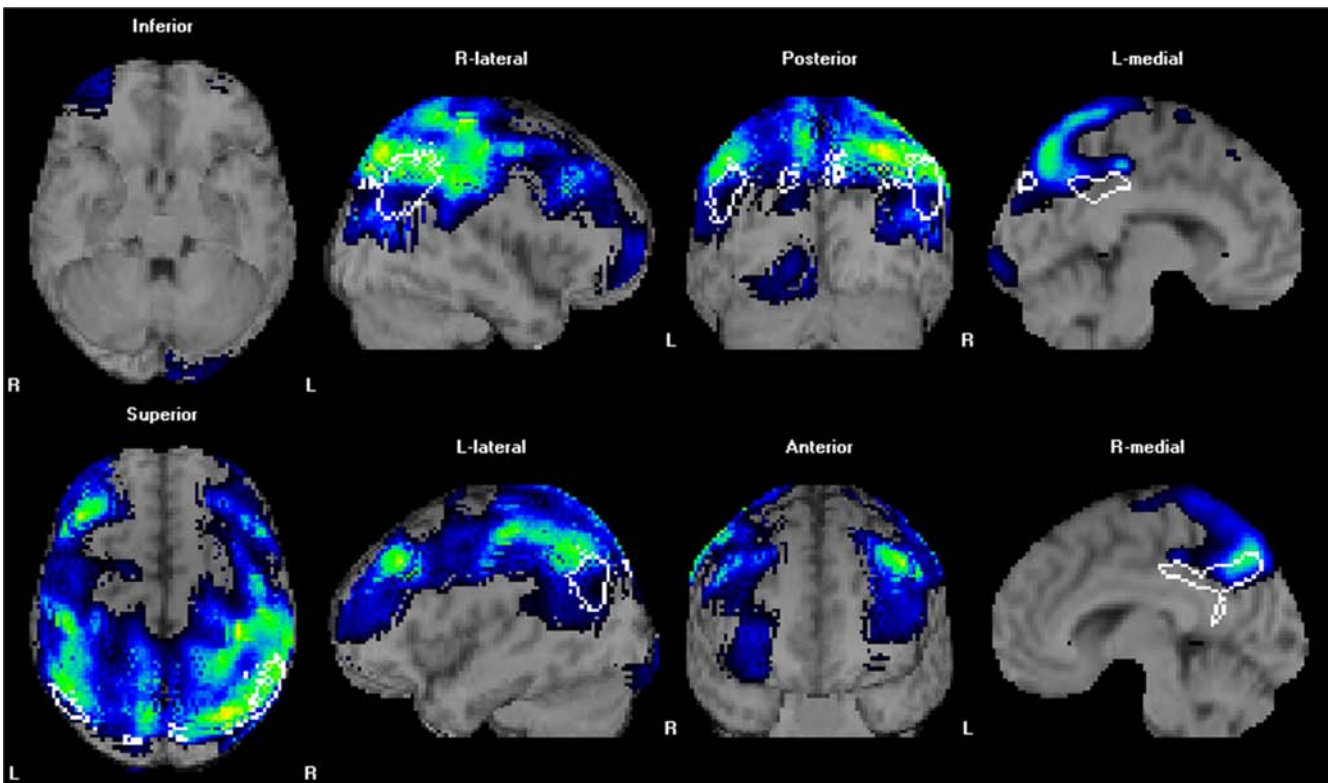 Inferior
R-lateral
Posterior
L-medial
R
L
L
R
Superior
L-lateral
Anterior
R-medial
L
R
R
L